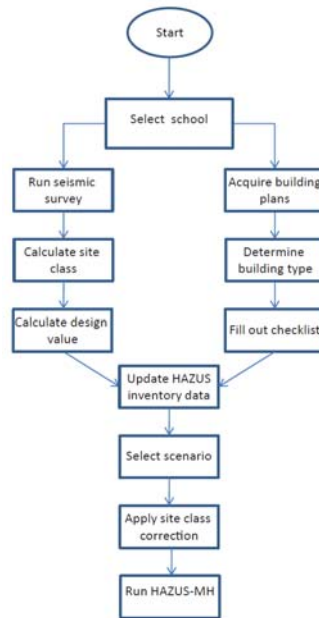 Start
Select school
Run seismic
survey
Acquire building
plans
Calculate site
class
Determine
building type
Calculate design
value
Fill out checklist
Update HAZUS
inventory data
Select scenario
Apply site class
correction
Run HAZUS-MH